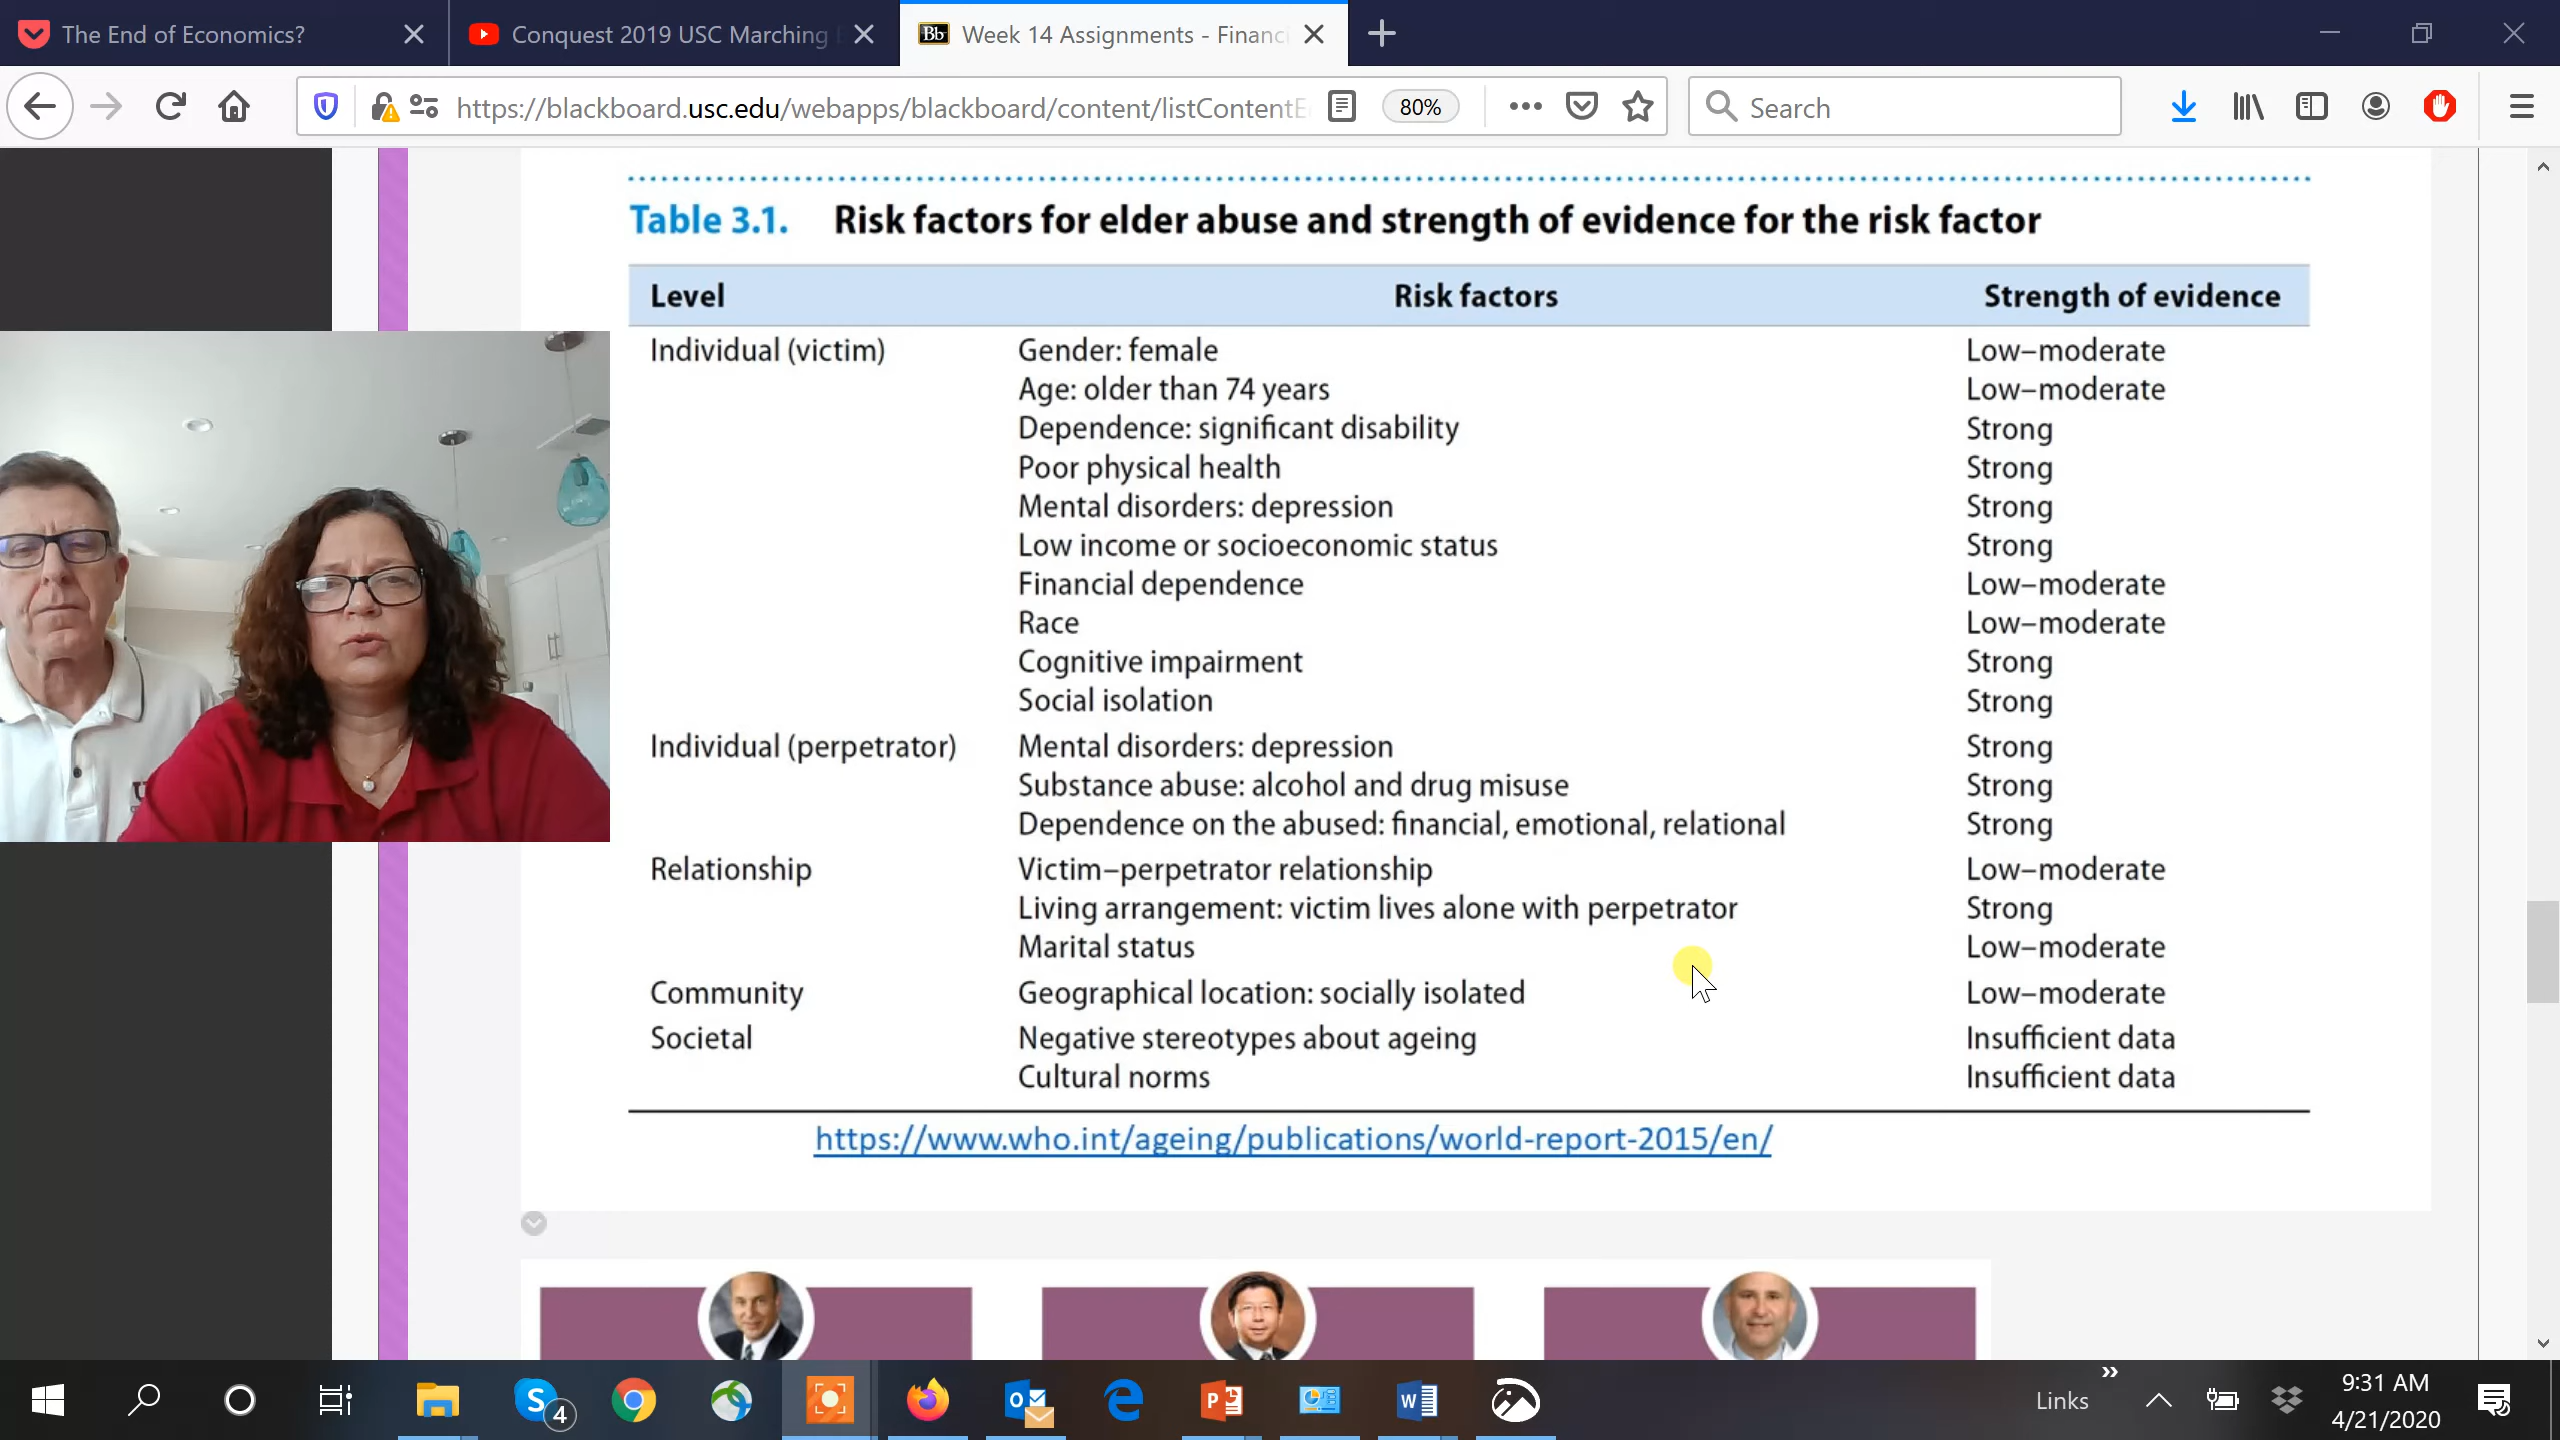 The End of Economics?
Conquest 2019 USC Marching
Bb Week 14 Assignments - Financi
https://blackboard.usc.edu/webapps/blackboard/content/listContentE
80%
Search
Table 3.1. Risk factors for elder abuse and strength of evidence for the risk factor
Level Risk factors Strength of evidence
Individual (victim) Gender: female Low–moderate
Age: older than 74 years Low–moderate
Dependence: significant disability Strong
Poor physical health Strong
Mental disorders: depression Strong
Low income or socioeconomic status Strong
Financial dependence Low–moderate
Race Low–moderate
Cognitive impairment Strong
Social isolation Strong
Individual (perpetrator) Mental disorders: depression Strong
Substance abuse: alcohol and drug misuse Strong
Dependence on the abused: financial, emotional, relational Strong
Relationship Victim–perpetrator relationship Low–moderate
Living arrangement: victim lives alone with perpetrator Strong
Marital status Low–moderate
Community Geographical location: socially isolated Low–moderate
Societal Negative stereotypes about ageing Insufficient data
Cultural norms Insufficient data
https://www.who.int/ageing/publications/world-report-2015/en/
S 4
O
P
W
Links
9:31 AM
4/21/2020